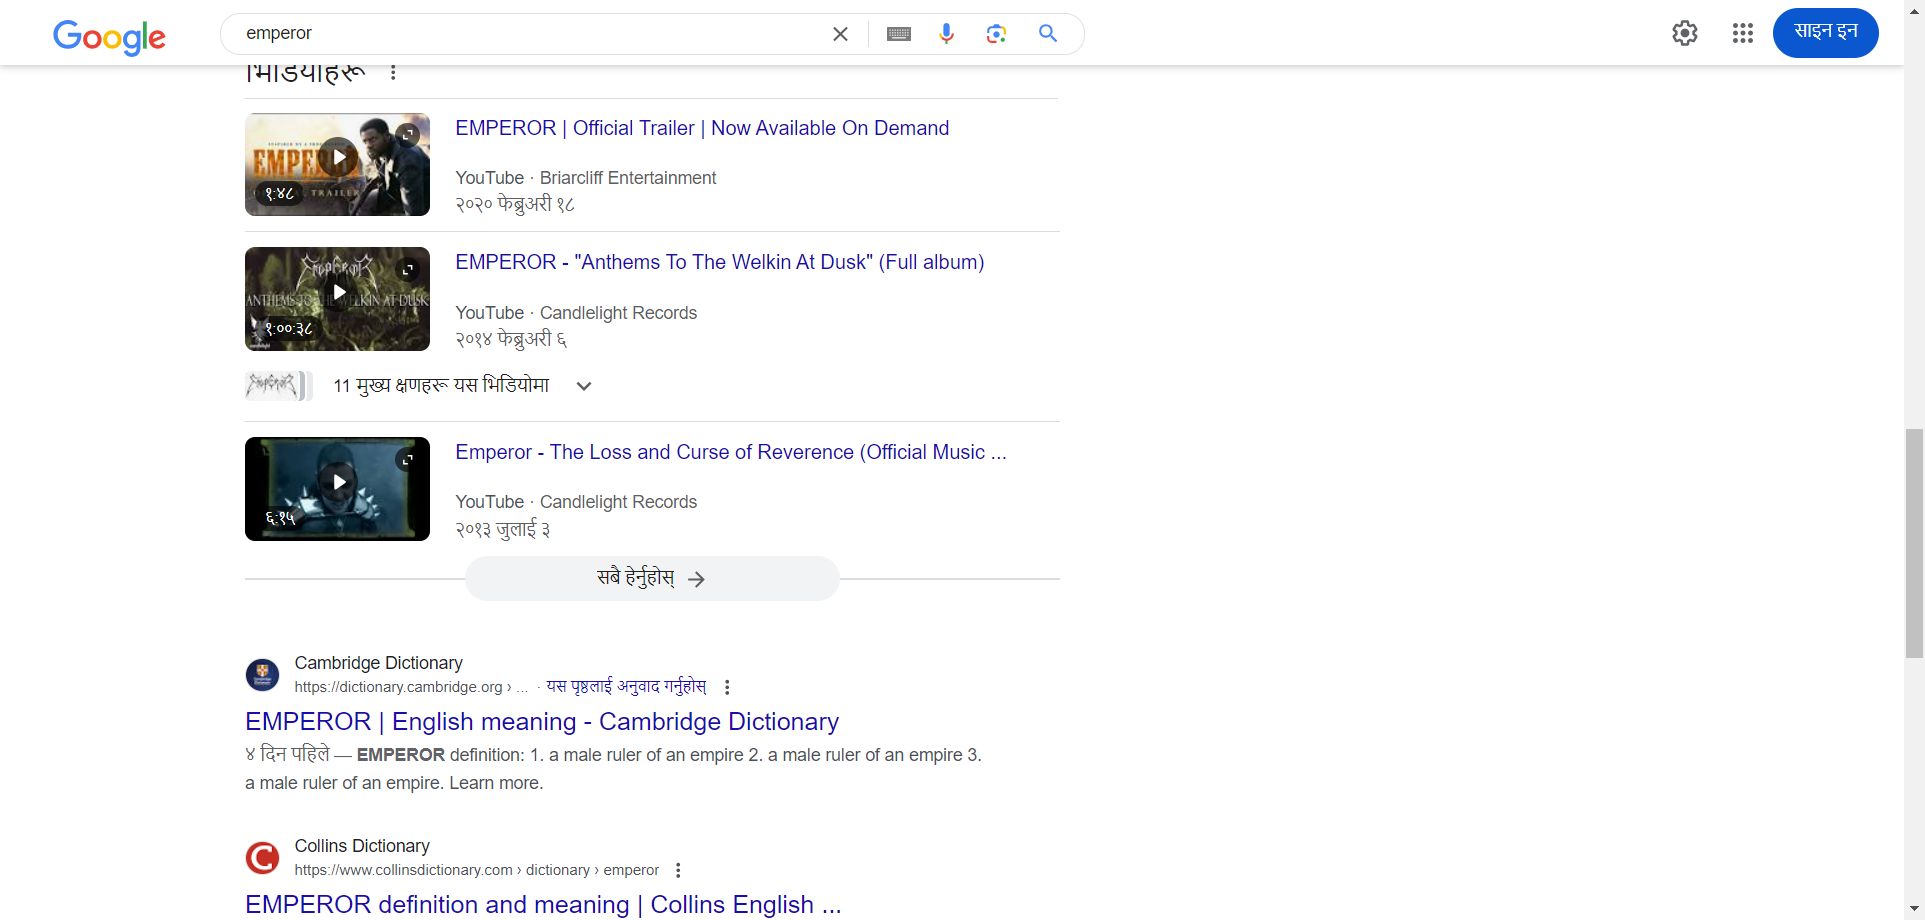 Google
emperor
साइन इन
भिडियोहरू
EMPEROR | Official Trailer | Now Available On Demand
EMPEROR
TRAILER
१:४८
YouTube · Briarcliff Entertainment
२०२० फेब्रुअरी १८
EMPEROR - "Anthems To The Welkin At Dusk" (Full album)
EMPEROR
ANTHEMS TO THE WELKIN AT DUSK
१:००:३८
YouTube · Candlelight Records
२०१४ फेब्रुअरी ६
11 मुख्य क्षणहरू यस भिडियोमा
Emperor - The Loss and Curse of Reverence (Official Music ...
६:१५
YouTube · Candlelight Records
२०१३ जुलाई ३
सबै हेर्नुहोस्
Cambridge Dictionary
https://dictionary.cambridge.org › ... · यस पृष्ठलाई अनुवाद गर्नुहोस्
EMPEROR | English meaning - Cambridge Dictionary
४ दिन पहिले — EMPEROR definition: 1. a male ruler of an empire 2. a male ruler of an empire 3.
a male ruler of an empire. Learn more.
Collins Dictionary
https://www.collinsdictionary.com › dictionary › emperor
EMPEROR definition and meaning | Collins English ...